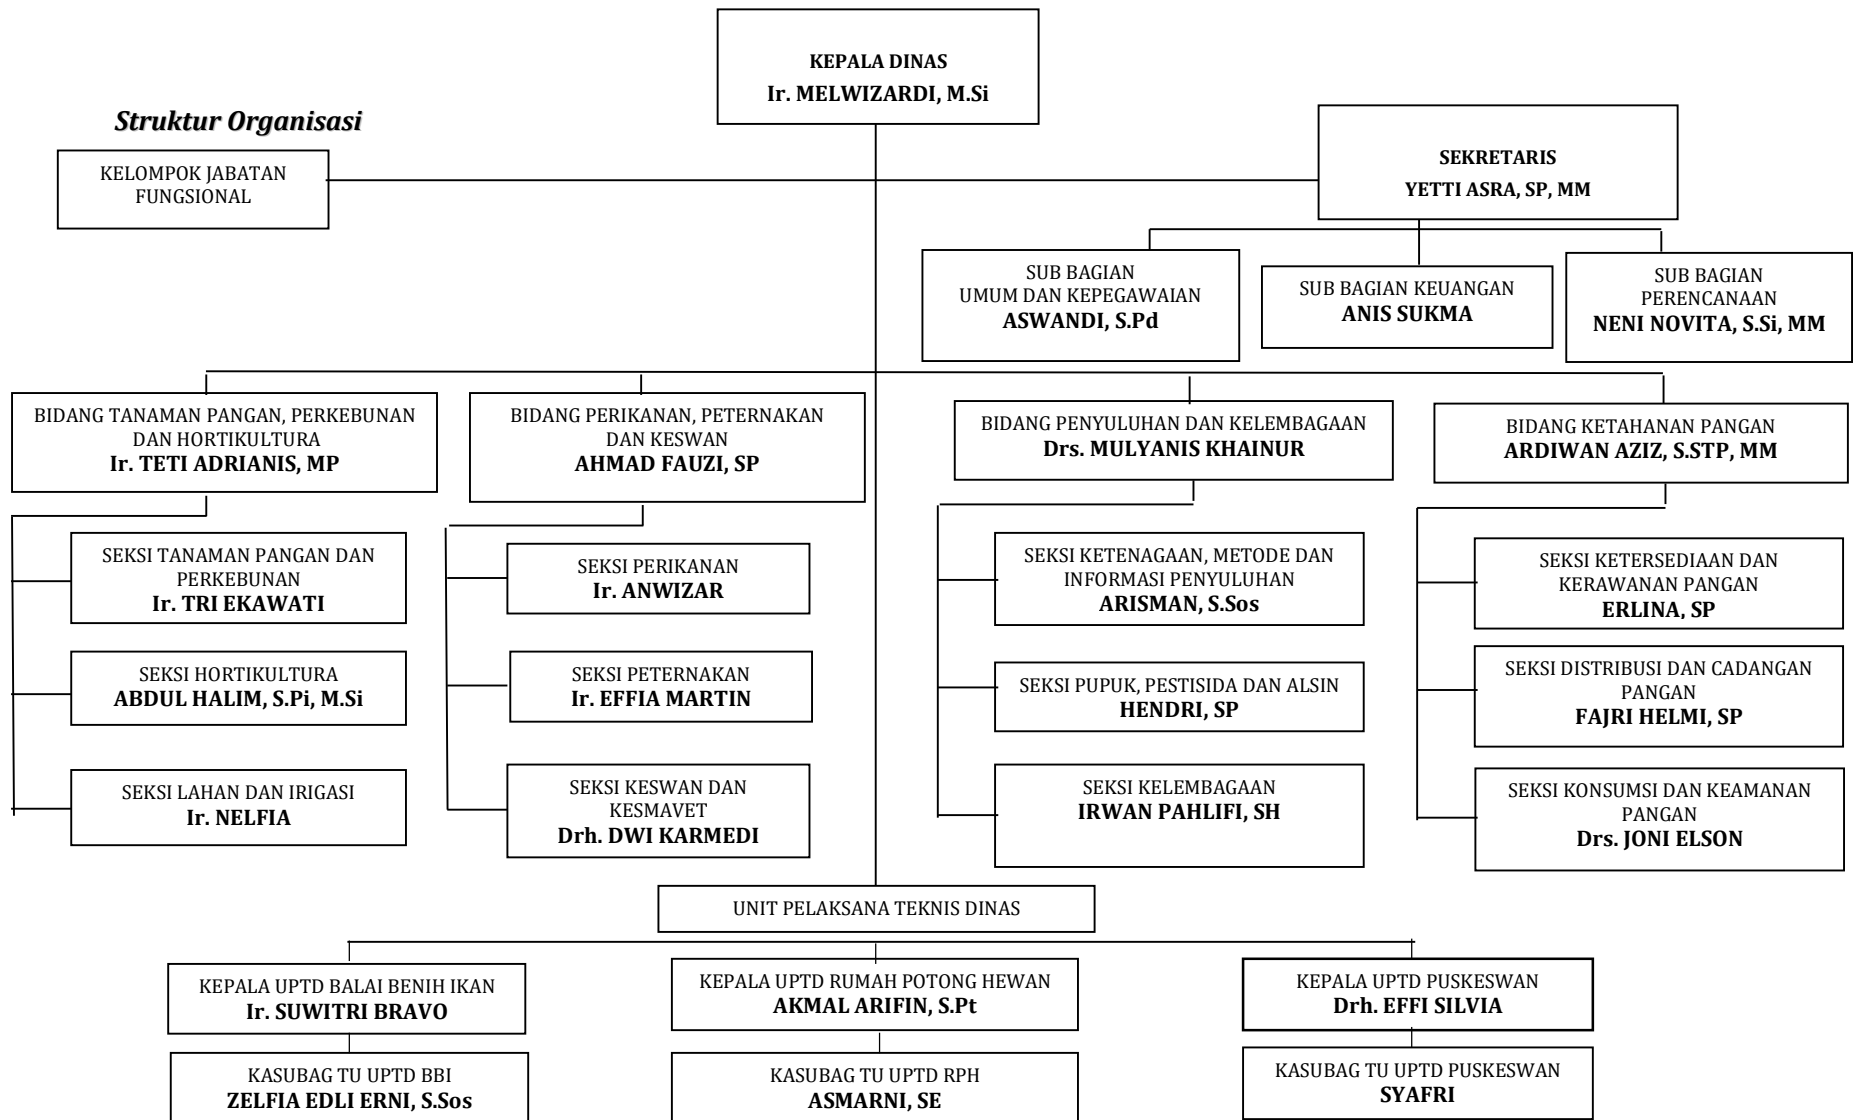 KEPALA DINAS
Ir. MELWIZARDI, M.Si
Struktur Organisasi
KELOMPOK JABATAN
FUNGSIONAL
SEKRETARIS
YETTI ASRA, SP, MM
SUB BAGIAN
UMUM DAN KEPEGAWAIAN
ASWANDI, S.Pd
SUB BAGIAN KEUANGAN
ANIS SUKMA
SUB BAGIAN
PERENCANAAN
NENI NOVITA, S.Si, MM
BIDANG TANAMAN PANGAN, PERKEBUNAN
DAN HORTIKULTURA
Ir. TETI ADRIANIS, MP
BIDANG PERIKANAN, PETERNAKAN
DAN KESWAN
AHMAD FAUZI, SP
BIDANG PENYULUHAN DAN KELEMBAGAAN
Drs. MULYANIS KHAINUR
BIDANG KETAHANAN PANGAN
ARDIWAN AZIZ, S.STP, MM
SEKSI TANAMAN PANGAN DAN
PERKEBUNAN
Ir. TRI EKAWATI
SEKSI PERIKANAN
Ir. ANWIZAR
SEKSI KETENAGAAN, METODE DAN
INFORMASI PENYULUHAN
ARISMAN, S.Sos
SEKSI KETERSEDIAAN DAN
KERAWANAN PANGAN
ERLINA, SP
SEKSI HORTIKULTURA
ABDUL HALIM, S.Pi, M.Si
SEKSI PETERNAKAN
Ir. EFFIA MARTIN
SEKSI PUPUK, PESTISIDA DAN ALSIN
HENDRI, SP
SEKSI DISTRIBUSI DAN CADANGAN
PANGAN
FAJRI HELMI, SP
SEKSI LAHAN DAN IRIGASI
Ir. NELFIA
SEKSI KESWAN DAN
KESMAVET
Drh. DWI KARMEDI
SEKSI KELEMBAGAAN
IRWAN PAHLIFI, SH
SEKSI KONSUMSI DAN KEAMANAN
PANGAN
Drs. JONI ELSON
UNIT PELAKSANA TEKNIS DINAS
KEPALA UPTD BALAI BENIH IKAN
Ir. SUWITRI BRAVO
KEPALA UPTD RUMAH POTONG HEWAN
AKMAL ARIFIN, S.Pt
KEPALA UPTD PUSKESWAN
Drh. EFFI SILVIA
KASUBAG TU UPTD BBI
ZELFIA EDLI ERNI, S.Sos
KASUBAG TU UPTD RPH
ASMARNI, SE
KASUBAG TU UPTD PUSKESWAN
SYAFRI